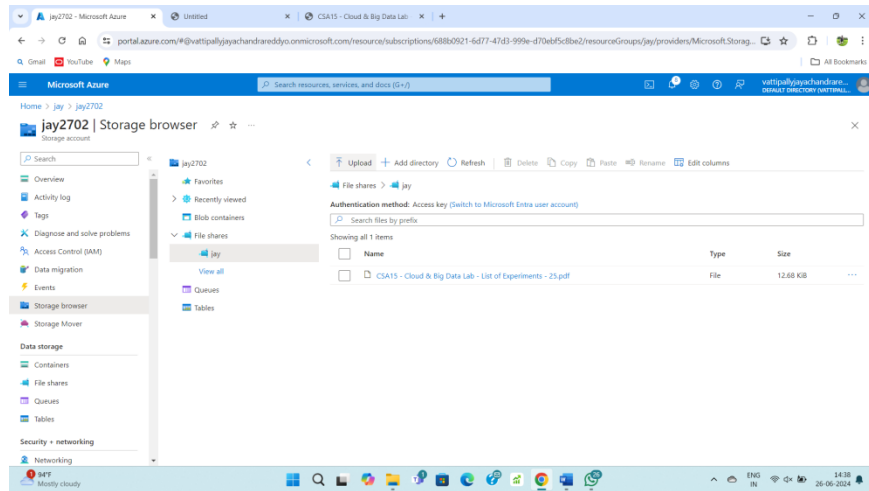 jay2702 - Microsoft Azure
Untitled
CSA15 - Cloud & Big Data Lab
portal.azure.com/#@vattipallyjayachandrareddyo.onmicrosoft.com/resource/subscriptions/688b0921-6d77-47d3-999e-d70ebf5c8be2/resourceGroups/jay/providers/Microsoft.Storag...
Gmail YouTube Maps All Bookmarks
Microsoft Azure Search resources, services, and docs (G+/) vattipallyjayachandrare...
DEFAULT DIRECTORY (VATTIPALL...
Home > jay > jay2702
jay2702 | Storage browser
Storage account
Search
Overview
Activity log
Tags
Diagnose and solve problems
Access Control (IAM)
Data migration
Events
Storage browser
Storage Mover
Data storage
Containers
File shares
Queues
Tables
Security + networking
Networking
jay2702
Favorites
Recently viewed
Blob containers
File shares
jay
View all
Queues
Tables
Upload Add directory Refresh Delete Copy Paste Rename Edit columns
File shares > jay
Authentication method: Access key (Switch to Microsoft Entra user account)
Search files by prefix
Showing all 1 items
Name Type Size
CSA15 - Cloud & Big Data Lab - List of Experiments - 25.pdf File 12.68 KiB
94°F
Mostly cloudy
ENG
IN
14:38
26-06-2024